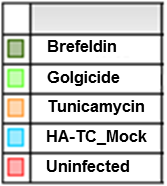 Brefeldin
Golgicide
Tunicamycin
HA-TC_Mock
Uninfected